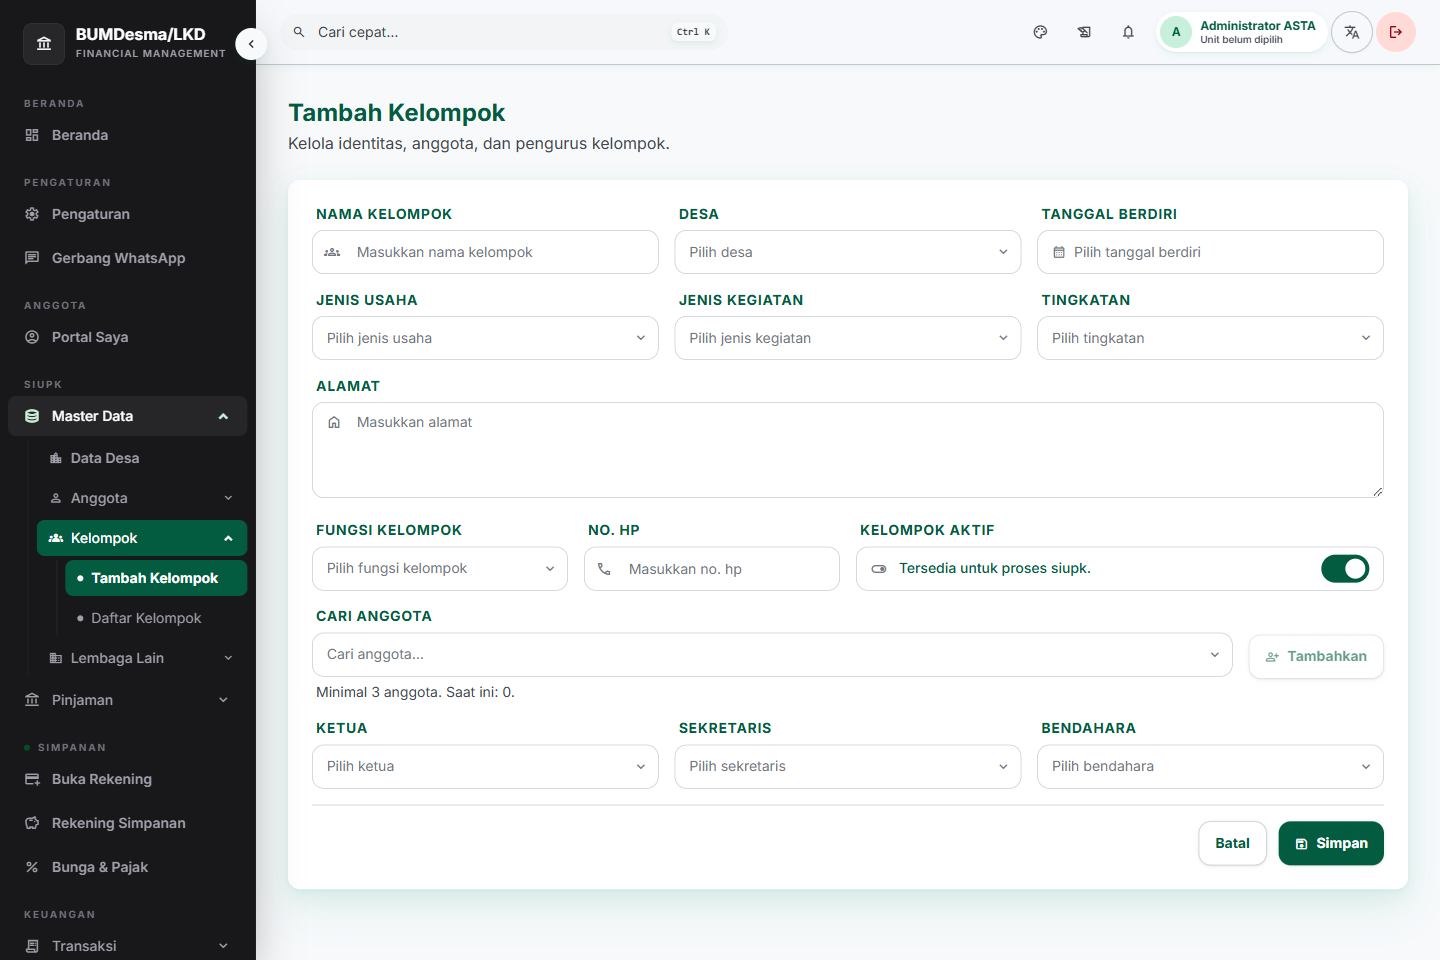 BUMDesma/LKD
FINANCIAL MANAGEMENT
BERANDA
Beranda
PENGATURAN
Pengaturan
Gerbang WhatsApp
ANGGOTA
Portal Saya
SIUPK
Master Data
Data Desa
Anggota
Kelompok
Tambah Kelompok
Daftar Kelompok
Lembaga Lain
Pinjaman
SIMPANAN
Buka Rekening
Rekening Simpanan
Bunga & Pajak
KEUANGAN
Transaksi
Cari cepat... Ctrl K
A Administrator ASTA
Unit belum dipilih
Tambah Kelompok
Kelola identitas, anggota, dan pengurus kelompok.
NAMA KELOMPOK DESA TANGGAL BERDIRI
Masukkan nama kelompok Pilih desa Pilih tanggal berdiri
JENIS USAHA JENIS KEGIATAN TINGKATAN
Pilih jenis usaha Pilih jenis kegiatan Pilih tingkatan
ALAMAT
Masukkan alamat
FUNGSI KELOMPOK NO. HP KELOMPOK AKTIF
Pilih fungsi kelompok Masukkan no. hp Tersedia untuk proses siupk.
CARI ANGGOTA
Cari anggota... Tambahkan
Minimal 3 anggota. Saat ini: 0.
KETUA SEKRETARIS BENDAHARA
Pilih ketua Pilih sekretaris Pilih bendahara
Batal Simpan